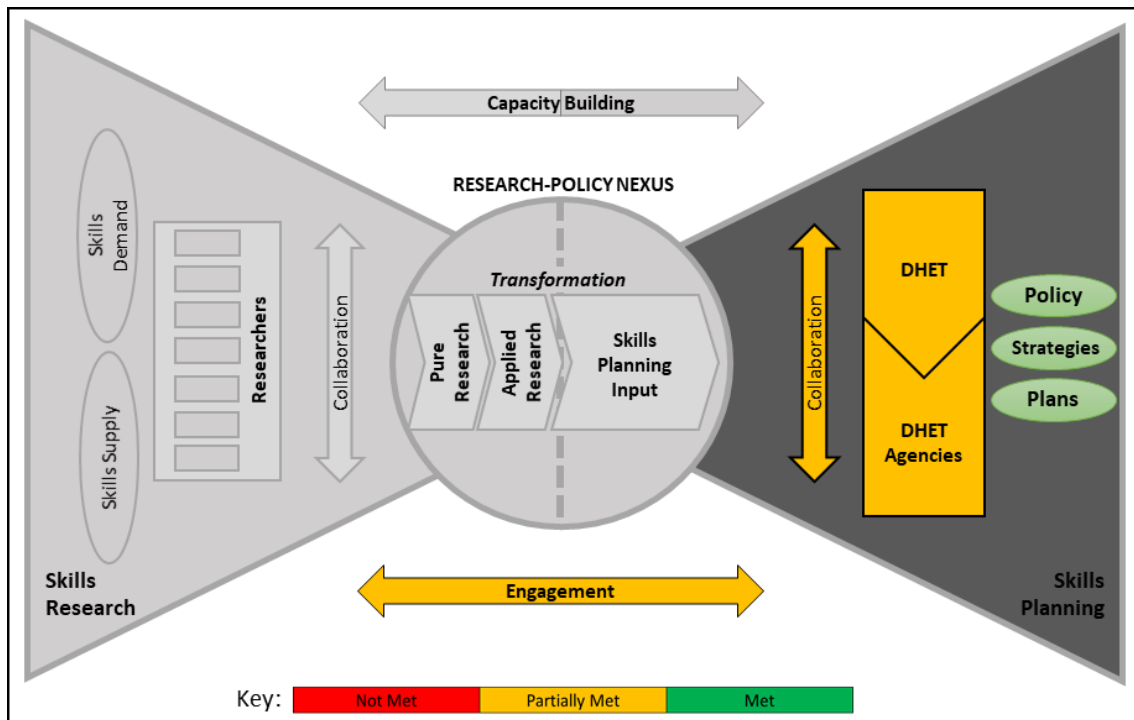 Capacity Building
RESEARCH-POLICY NEXUS
Skills
Demand
Skills Supply
Researchers
Collaboration
Transformation
Pure
Research
Applied
Research
Skills
Planning
Input
Collaboration
DHET
DHET
Agencies
Policy
Strategies
Plans
Skills
Research
Engagement
Skills
Planning
Key:
Not Met
Partially Met
Met